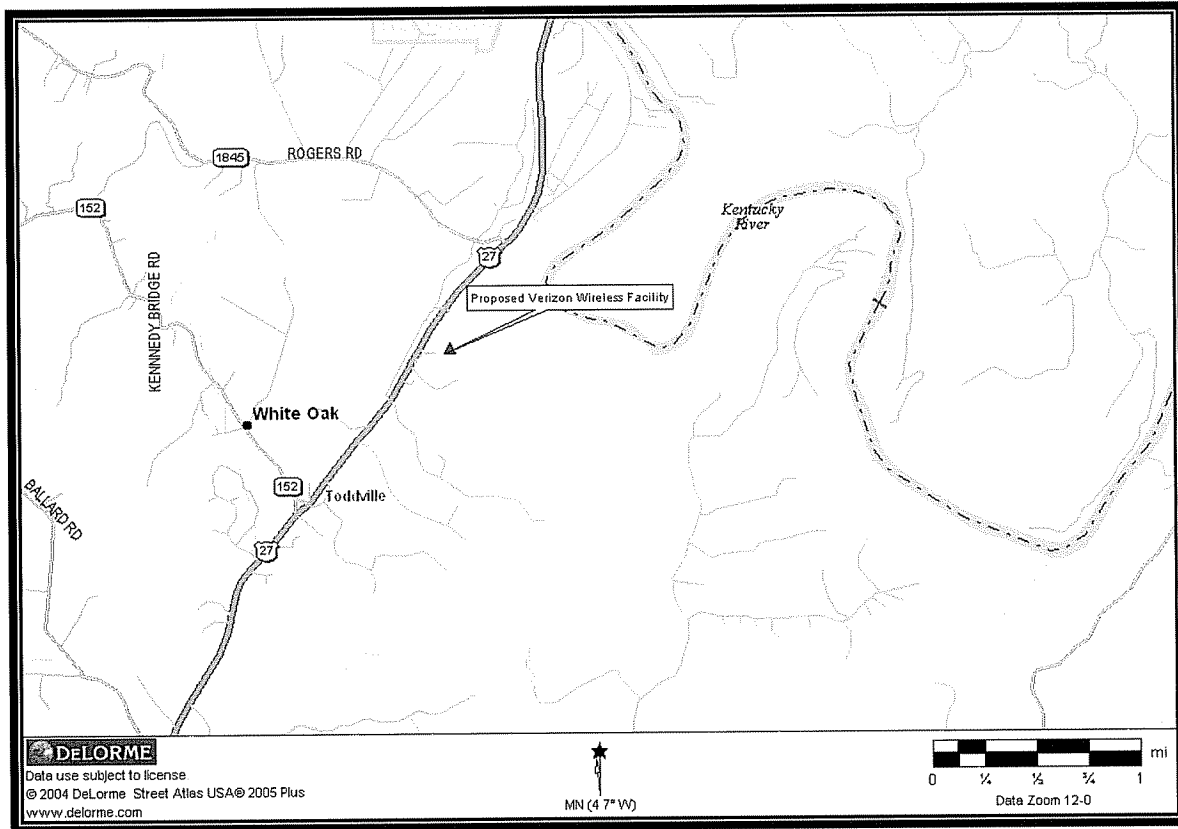 1845
ROGERS RD
152
Kentucky
River
27
Proposed Verizon Wireless Facility
KENNNEDY BRIDGE RD
White Oak
152
Toddville
BALLARD RD
27
DELORME
Data use subject to license.
© 2004 DeLorme Street Atlas USA® 2005 Plus
www.delorme.com
MN (4 7° W)
mi
0 ¼ ½ ¾ 1
Data Zoom 12-0